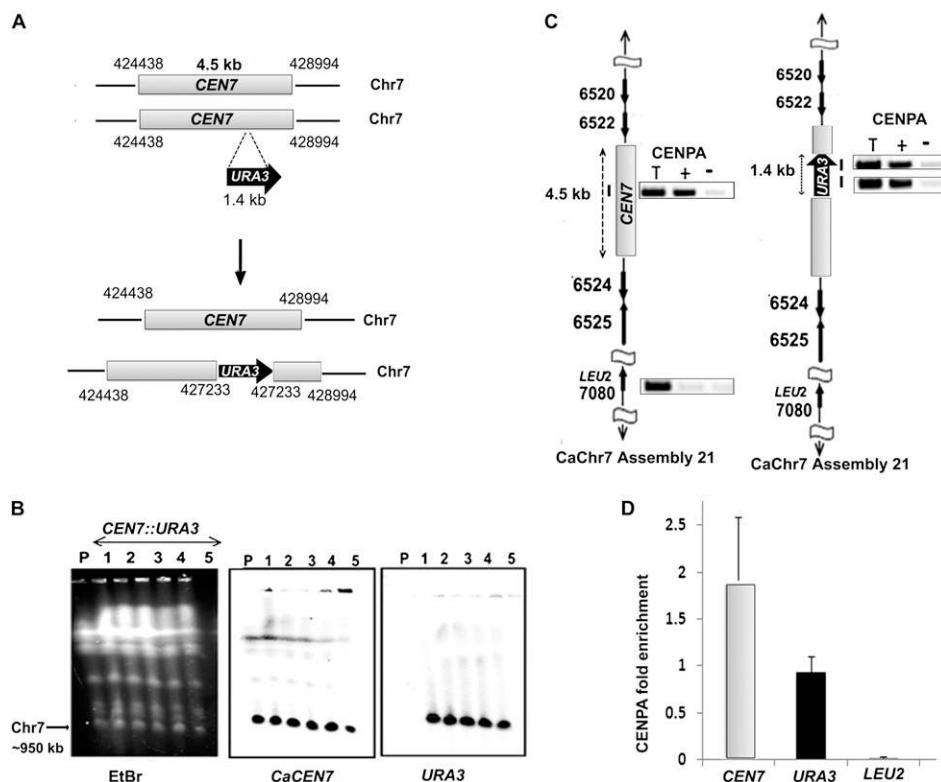 A
424438 4.5 kb 428994
CEN7 Chr7
CEN7 Chr7
424438 428994
URA3
1.4 kb
424438 428994
CEN7 Chr7
URA3 Chr7
424438 427233 427233 428994
B
CEN7::URA3
P 1 2 3 4 5
P 1 2 3 4 5
P 1 2 3 4 5
Chr7
~950 kb
EtBr CaCEN7 URA3
C
6520
6522
CENPA
T + -
4.5 kb
CEN7
6524
6525
LEU2
7080
CaChr7 Assembly 21
6520
6522
CENPA
T + -
1.4 kb
URA3
6524
6525
LEU2
7080
CaChr7 Assembly 21
D
CENPA fold enrichment
2.5
2
1.5
1
0.5
0
CEN7 URA3 LEU2